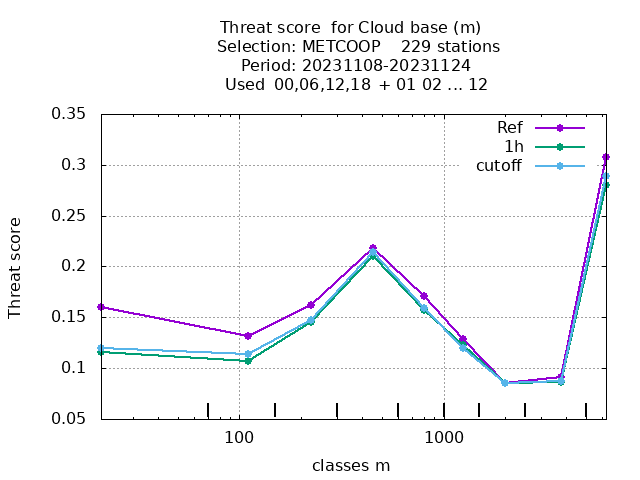 Threat score  for Cloud base (m)
Selection: METCOOP    229 stations
Period: 20231108-20231124
Used  00,06,12,18 + 01 02 ... 12
0.35
0.3
0.25
0.2
0.15
0.1
0.05
Threat score
Ref
1h
cutoff
100
1000
classes m